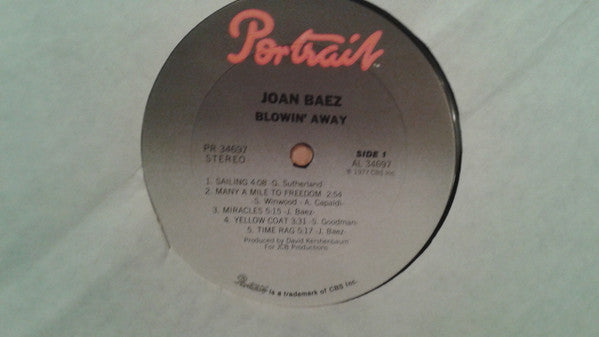 Portrait
TM
JOAN BAEZ
BLOWIN' AWAY
PR 34697
STEREO
SIDE 1
AL 34697
℗ 1977 CBS Inc.
1. SAILING 4:08 -G. Sutherland-
2. MANY A MILE TO FREEDOM 2:54
-S. Winwood - A. Capaldi-
3. MIRACLES 5:15 -J. Baez-
4. YELLOW COAT 3:31 -S. Goodman-
5. TIME RAG 5:17 -J. Baez-
Produced by David Kershenbaum
For JCB Productions
Portrait is a trademark of CBS Inc.